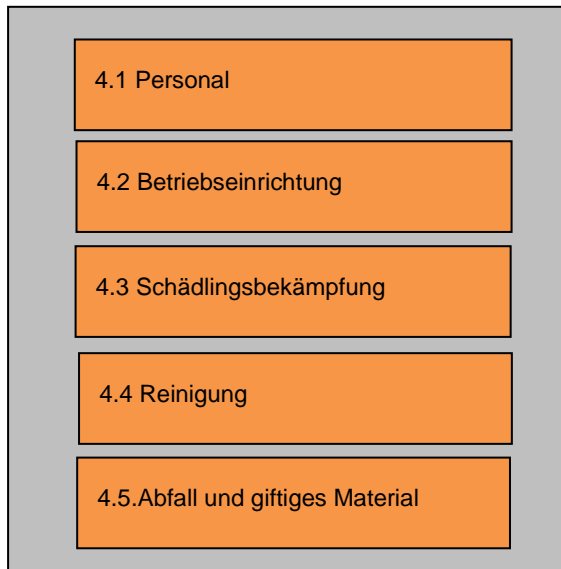 4.1 Personal
4.2 Betriebseinrichtung
4.3 Schädlingsbekämpfung
4.4 Reinigung
4.5.Abfall und giftiges Material